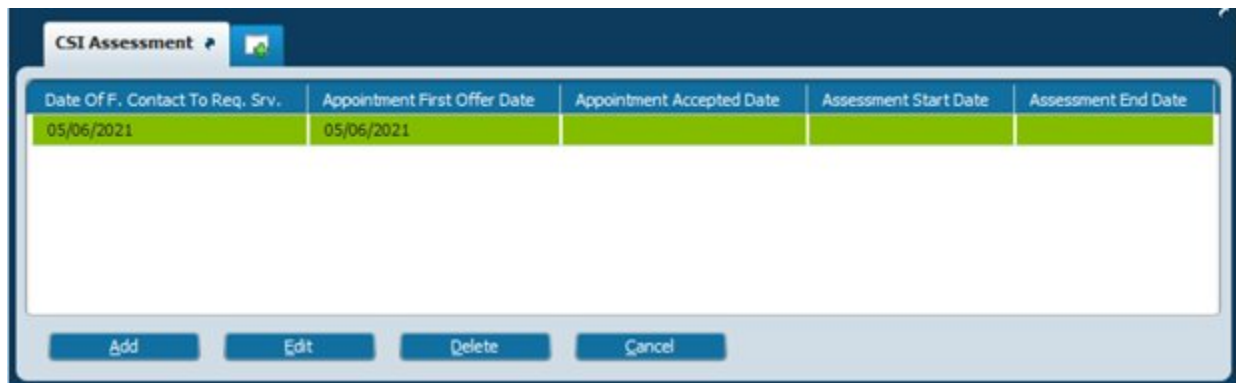 CSI Assessment
Date Of F. Contact To Req. Srv. Appointment First Offer Date Appointment Accepted Date Assessment Start Date Assessment End Date
05/06/2021 05/06/2021
Add Edit Delete Cancel